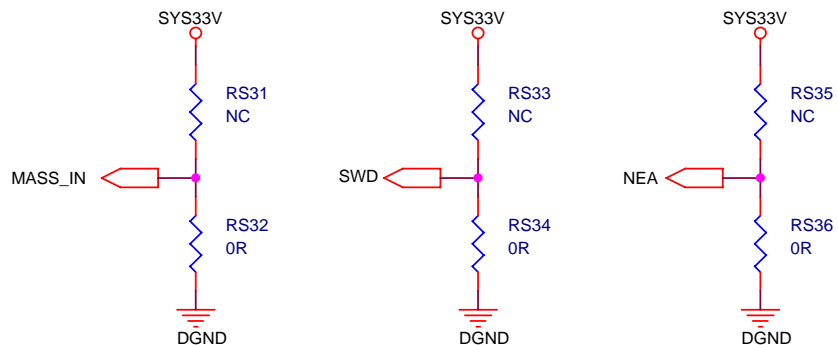 SYS33V
SYS33V
SYS33V
RS31
NC
RS33
NC
RS35
NC
MASS_IN
SWD
NEA
RS32
0R
RS34
0R
RS36
0R
DGND
DGND
DGND